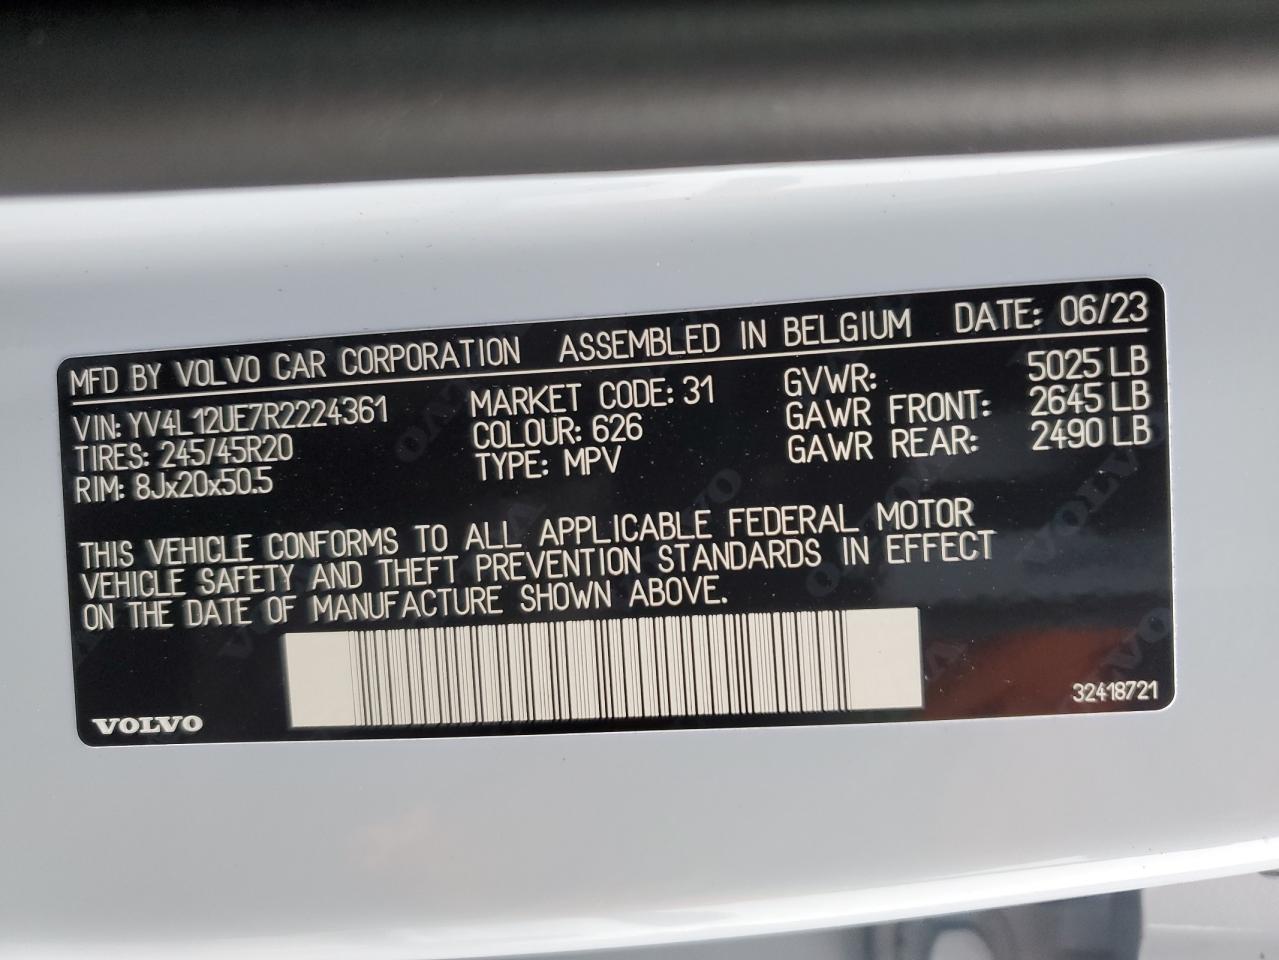 MFD BY VOLVO CAR CORPORATION ASSEMBLED IN BELGIUM DATE: 06/23
VIN: YV4L12UE7R2224361 MARKET CODE: 31 GVWR: 5025 LB
TIRES: 245/45R20 COLOUR: 626 GAWR FRONT: 2645 LB
RIM: 8Jx20x50.5 TYPE: MPV GAWR REAR: 2490 LB
THIS VEHICLE CONFORMS TO ALL APPLICABLE FEDERAL MOTOR
VEHICLE SAFETY AND THEFT PREVENTION STANDARDS IN EFFECT
ON THE DATE OF MANUFACTURE SHOWN ABOVE.
VOLVO 32418721